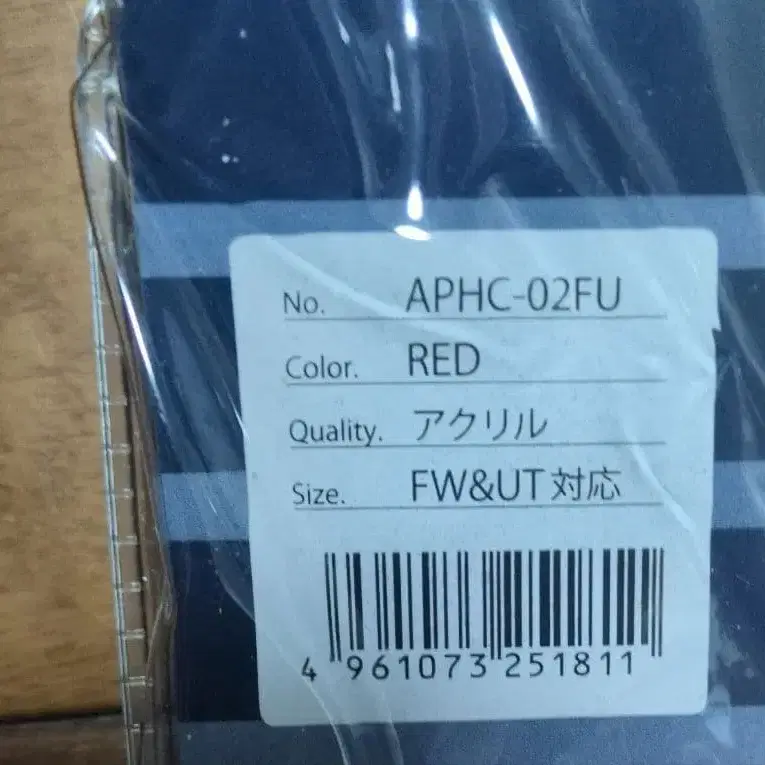 No. APHC-02FU
Color. RED
Quality. アクリル
Size. FW&UT対応
4 961073 251811